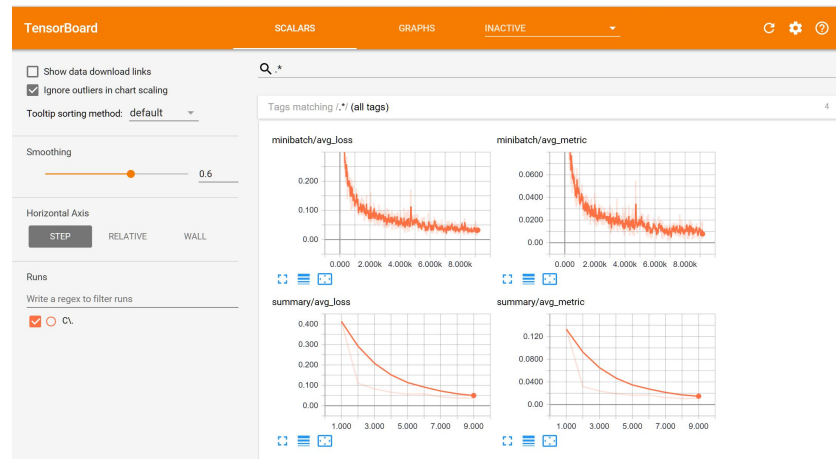 TensorBoard SCALARS GRAPHS INACTIVE
Show data download links
Ignore outliers in chart scaling
Tooltip sorting method: default
Smoothing
0.6
Horizontal Axis
STEP RELATIVE WALL
Runs
Write a regex to filter runs
C\.
.*
Tags matching /.*/ (all tags) 4
minibatch/avg_loss
0.200
0.100
0.00
0.000 2.000k 4.000k 6.000k 8.000k
minibatch/avg_metric
0.0600
0.0400
0.0200
0.00
0.000 2.000k 4.000k 6.000k 8.000k
summary/avg_loss
0.400
0.300
0.200
0.100
0.00
1.000 3.000 5.000 7.000 9.000
summary/avg_metric
0.120
0.0800
0.0400
0.00
1.000 3.000 5.000 7.000 9.000